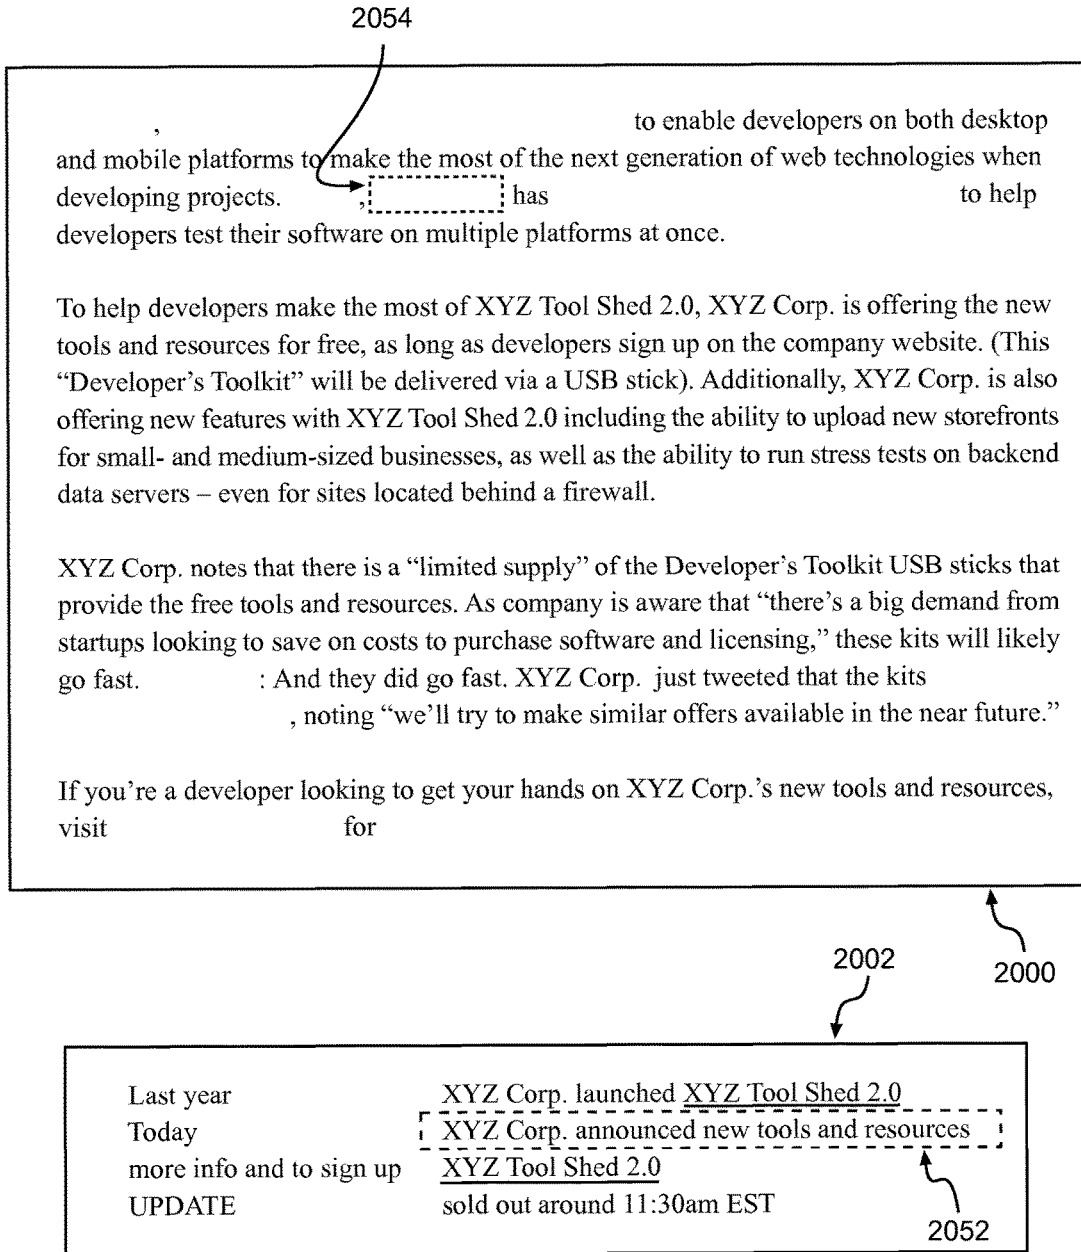 2054
, to enable developers on both desktop
and mobile platforms to make the most of the next generation of web technologies when
developing projects. , has to help
developers test their software on multiple platforms at once.
To help developers make the most of XYZ Tool Shed 2.0, XYZ Corp. is offering the new
tools and resources for free, as long as developers sign up on the company website. (This
“Developer’s Toolkit” will be delivered via a USB stick). Additionally, XYZ Corp. is also
offering new features with XYZ Tool Shed 2.0 including the ability to upload new storefronts
for small- and medium-sized businesses, as well as the ability to run stress tests on backend
data servers – even for sites located behind a firewall.
XYZ Corp. notes that there is a “limited supply” of the Developer’s Toolkit USB sticks that
provide the free tools and resources. As company is aware that “there’s a big demand from
startups looking to save on costs to purchase software and licensing,” these kits will likely
go fast. : And they did go fast. XYZ Corp. just tweeted that the kits
, noting “we’ll try to make similar offers available in the near future.”
If you’re a developer looking to get your hands on XYZ Corp.’s new tools and resources,
visit for
2000
2002
Last year XYZ Corp. launched XYZ Tool Shed 2.0
Today XYZ Corp. announced new tools and resources
more info and to sign up XYZ Tool Shed 2.0
UPDATE sold out around 11:30am EST
2052